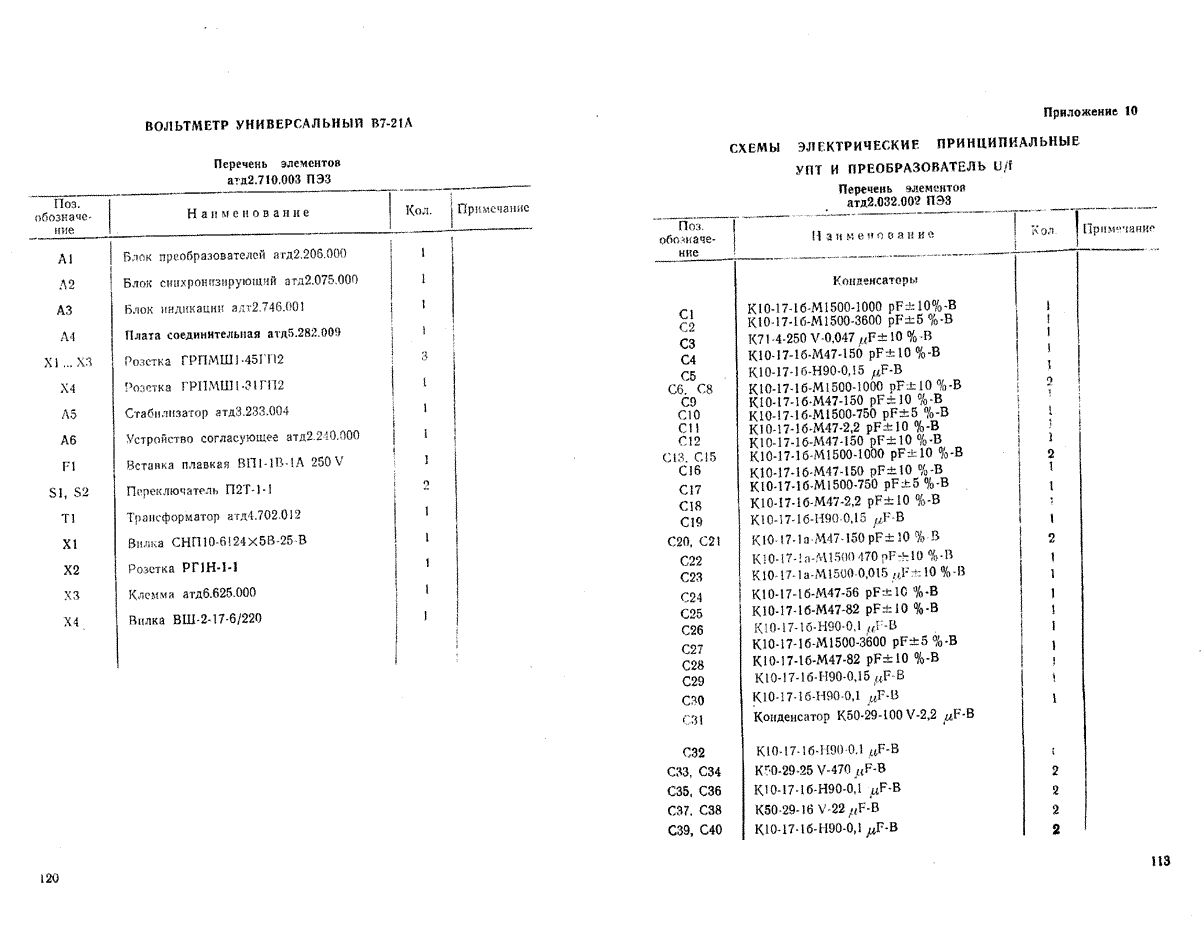 ВОЛЬТМЕТР УНИВЕРСАЛЬНЫЙ В7-21А
Перечень элементов
атд2.710.003 ПЭЗ
Поз. обозначе-ние Наименование Кол. Примечание
А1 Блок преобразователей атд2.206.000 1
А2 Блок синхронизирующий атд2.075.000 1
А3 Блок индикации адт2.746.001 1
А4 Плата соединительная атд5.282.009 1
Х1 ... Х3 Розетка ГРПМШ1-45ГП2 3
Х4 Розетка ГРПМШ1-31ГП2 1
А5 Стабилизатор атд3.233.004 1
А6 Устройство согласующее атд2.240.000 1
F1 Вставка плавкая ВП1-1В-1А 250 V 1
S1, S2 Переключатель П2Т-1-1 2
Т1 Трансформатор атд4.702.012 1
Х1 Вилка СНП10-6!24×5В-25-В 1
Х2 Розетка РГ1Н-1-1 1
Х3 Клемма атд6.625.000 1
Х4 Вилка ВШ-2-17-6/220 1
120
Приложение 10
СХЕМЫ ЭЛЕКТРИЧЕСКИЕ ПРИНЦИПИАЛЬНЫЕ
УПТ И ПРЕОБРАЗОВАТЕЛЬ U/f
Перечень элементов
атд2.032.002 ПЭЗ
Поз. обозначе-ние Наименование Кол. Примечание
Конденсаторы
С1 К10-17-1б-М1500-1000 pF±10%-В 1
С2 К10-17-1б-М1500-3600 pF±5 %-В 1
С3 К71-4-250 V-0,047 μF±10 %-В 1
С4 К10-17-1б-М47-150 pF±10 %-В 1
С5 К10-17-1б-Н90-0,15 μF-В 1
С6, С8 К10-17-1б-М1500-1000 pF±10 %-В 2
С9 К10-17-1б-М47-150 pF±10 %-В 1
С10 К10-17-1б-М1500-750 pF±5 %-В 1
С11 К10-17-1б-М47-2,2 pF±10 %-В 1
С12 К10-17-1б-М47-150 pF±10 %-В 1
С13, С15 К10-17-1б-М1500-1000 pF±10 %-В 2
С16 К10-17-1б-М47-150 pF±10 %-В 1
С17 К10-17-1б-М1500-750 pF±5 %-В 1
С18 К10-17-1б-М47-2,2 pF±10 %-В 1
С19 К10-17-1б-Н90-0,15 μF-В 1
С20, С21 К10-17-1а-М47-150 pF±10 %-В 2
С22 К10-17-1а-М1500-470 pF±10 %-В 1
С23 К10-17-1а-М1500-0,015 μF±10 %-В 1
С24 К10-17-1б-М47-56 pF±10 %-В 1
С25 К10-17-1б-М47-82 pF±10 %-В 1
С26 К10-17-1б-Н90-0,1 μF-В 1
С27 К10-17-1б-М1500-3600 pF±5 %-В 1
С28 К10-17-1б-М47-82 pF±10 %-В 1
С29 К10-17-1б-Н90-0,15 μF-В 1
С30 К10-17-1б-Н90-0,1 μF-В 1
С31 Конденсатор К50-29-100 V-2,2 μF-В
С32 К10-17-1б-Н90-0,1 μF-В 1
С33, С34 К50-29-25 V-470 μF-В 2
С35, С36 К10-17-1б-Н90-0,1 μF-В 2
С37, С38 К50-29-16 V-22 μF-В 2
С39, С40 К10-17-1б-Н90-0,1 μF-В 2
113